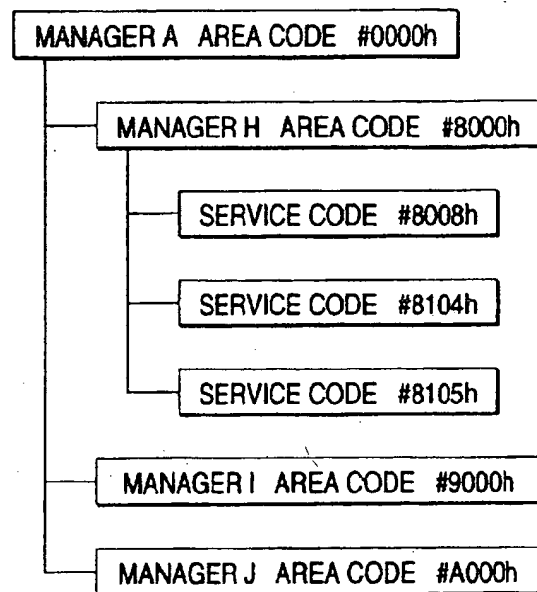 MANAGER A AREA CODE #0000h
MANAGER H AREA CODE #8000h
SERVICE CODE #8008h
SERVICE CODE #8104h
SERVICE CODE #8105h
MANAGER I AREA CODE #9000h
MANAGER J AREA CODE #A000h